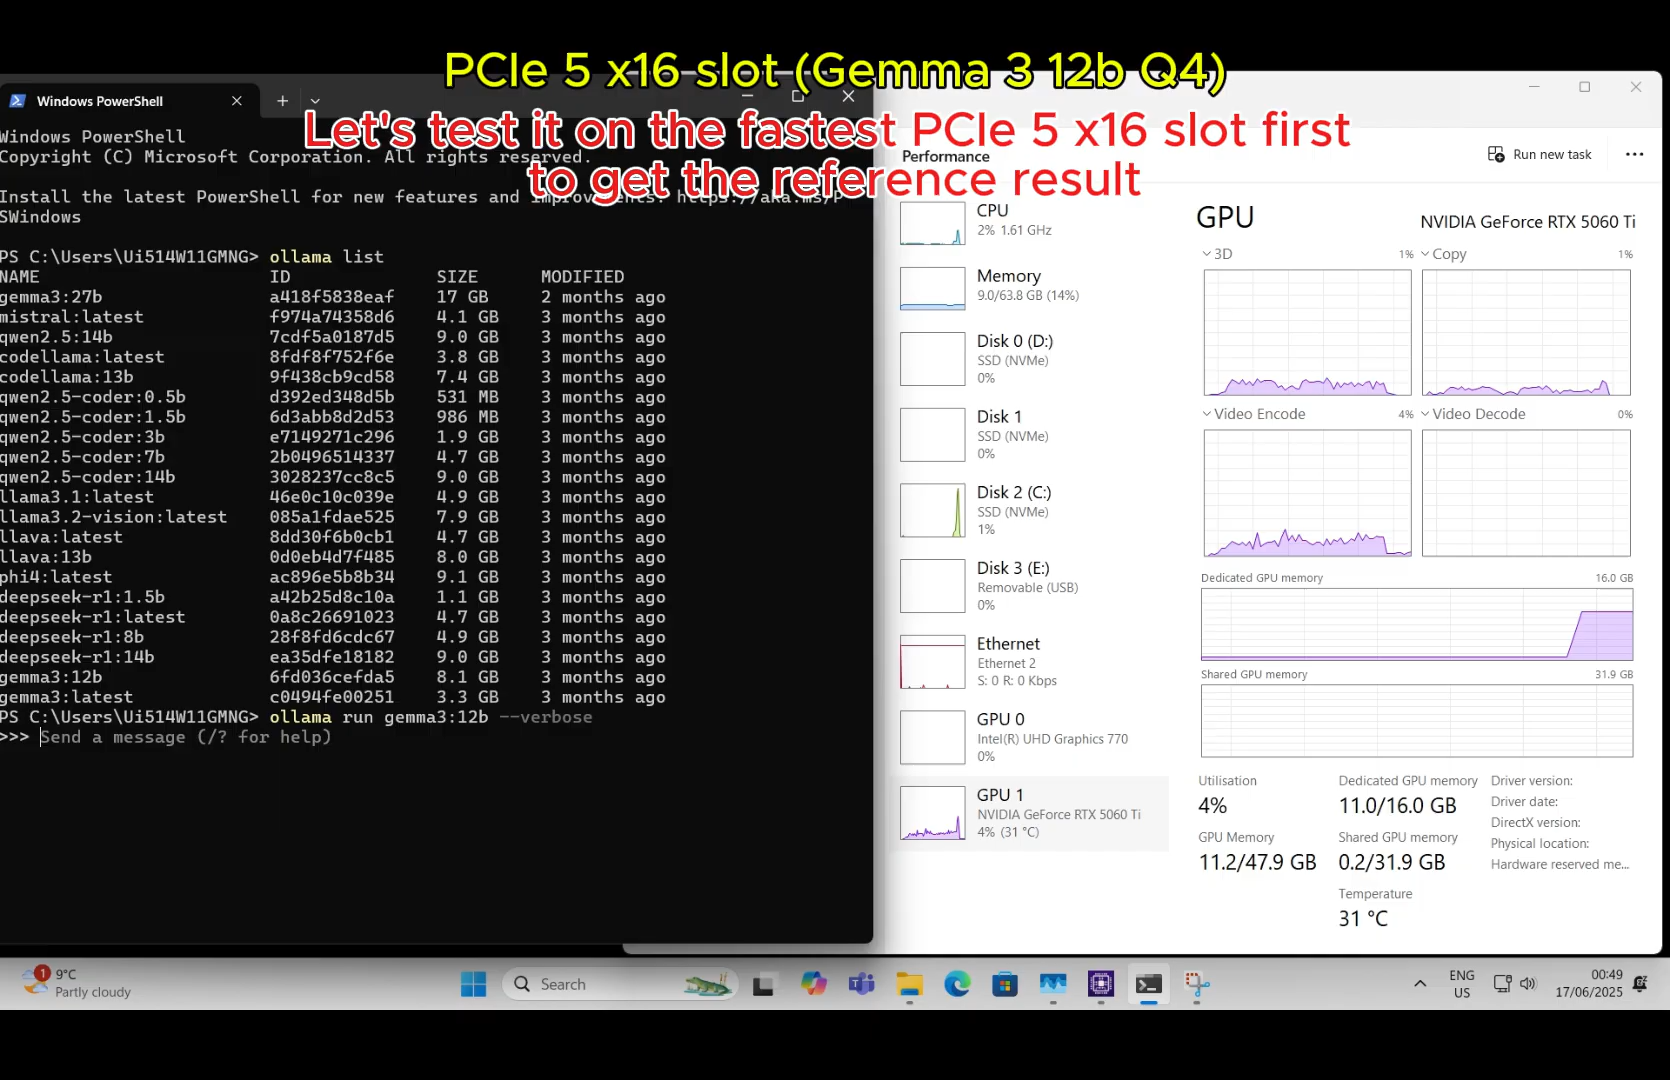 PCIe 5 x16 slot (Gemma 3 12b Q4)
Let's test it on the fastest PCIe 5 x16 slot first
to get the reference result
Windows PowerShell
Windows PowerShell
Copyright (C) Microsoft Corporation. All rights reserved.
Install the latest PowerShell for new features and improvements! https://aka.ms/P
SWindows
PS C:\Users\Ui514W11GMNG> ollama list
NAME ID SIZE MODIFIED
gemma3:27b a418f5838eaf 17 GB 2 months ago
mistral:latest f974a74358d6 4.1 GB 3 months ago
qwen2.5:14b 7cdf5a0187d5 9.0 GB 3 months ago
codellama:latest 8fdf8f752f6e 3.8 GB 3 months ago
codellama:13b 9f438cb9cd58 7.4 GB 3 months ago
qwen2.5-coder:0.5b d392ed348d5b 531 MB 3 months ago
qwen2.5-coder:1.5b 6d3abb8d2d53 986 MB 3 months ago
qwen2.5-coder:3b e7149271c296 1.9 GB 3 months ago
qwen2.5-coder:7b 2b0496514337 4.7 GB 3 months ago
qwen2.5-coder:14b 3028237cc8c5 9.0 GB 3 months ago
llama3.1:latest 46e0c10c039e 4.9 GB 3 months ago
llama3.2-vision:latest 085a1fdae525 7.9 GB 3 months ago
llava:latest 8dd30f6b0cb1 4.7 GB 3 months ago
llava:13b 0d0eb4d7f485 8.0 GB 3 months ago
phi4:latest ac896e5b8b34 9.1 GB 3 months ago
deepseek-r1:1.5b a42b25d8c10a 1.1 GB 3 months ago
deepseek-r1:latest 0a8c26691023 4.7 GB 3 months ago
deepseek-r1:8b 28f8fd6cdc67 4.9 GB 3 months ago
deepseek-r1:14b ea35dfe18182 9.0 GB 3 months ago
gemma3:12b 6fd036cefda5 8.1 GB 3 months ago
gemma3:latest c0494fe00251 3.3 GB 3 months ago
PS C:\Users\Ui514W11GMNG> ollama run gemma3:12b --verbose
>>> Send a message (/? for help)
Performance
Run new task
CPU
2% 1.61 GHz
Memory
9.0/63.8 GB (14%)
Disk 0 (D:)
SSD (NVMe)
0%
Disk 1
SSD (NVMe)
0%
Disk 2 (C:)
SSD (NVMe)
1%
Disk 3 (E:)
Removable (USB)
0%
Ethernet
Ethernet 2
S: 0 R: 0 Kbps
GPU 0
Intel(R) UHD Graphics 770
0%
GPU 1
NVIDIA GeForce RTX 5060 Ti
4% (31 °C)
GPU NVIDIA GeForce RTX 5060 Ti
3D 1% Copy 1%
Video Encode 4% Video Decode 0%
Dedicated GPU memory 16.0 GB
Shared GPU memory 31.9 GB
Utilisation
4%
GPU Memory
11.2/47.9 GB
Dedicated GPU memory
11.0/16.0 GB
Shared GPU memory
0.2/31.9 GB
Temperature
31 °C
Driver version:
Driver date:
DirectX version:
Physical location:
Hardware reserved me...
1
9°C
Partly cloudy
Search
ENG
US
00:49
17/06/2025